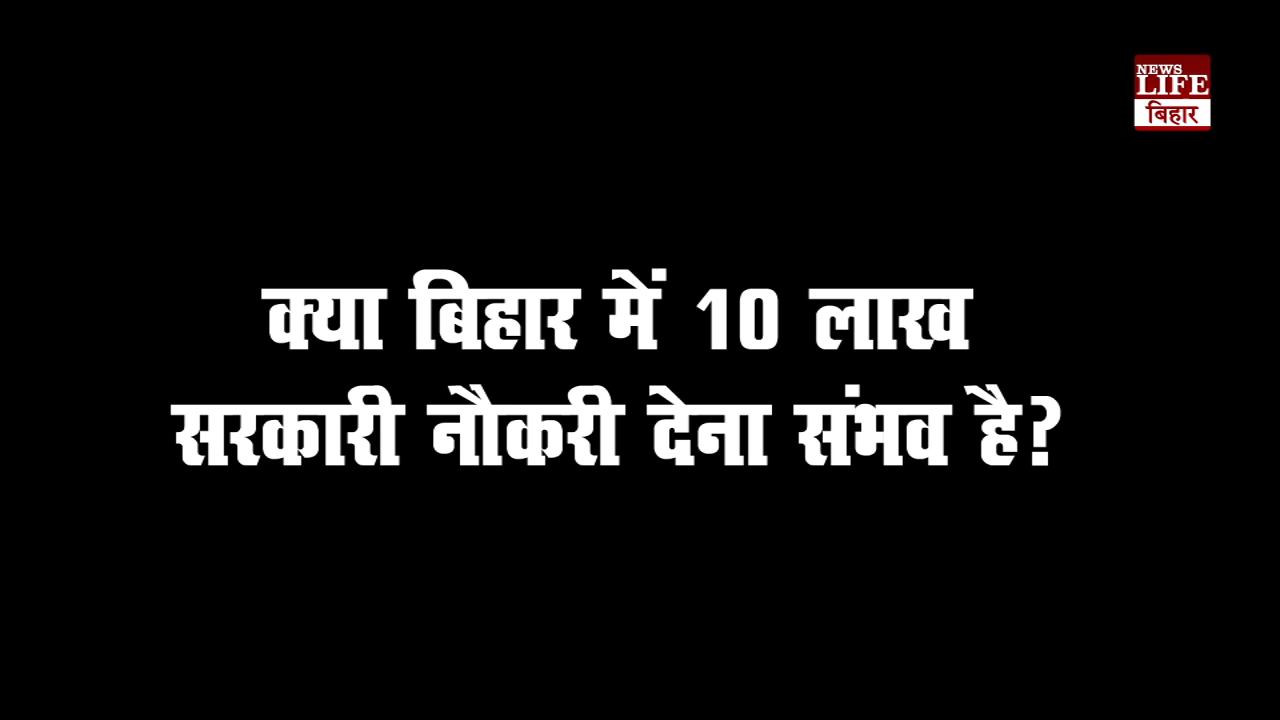 NEWS
LIFE
बिहार
क्या बिहार में 10 लाख
सरकारी नौकरी देना संभव है?